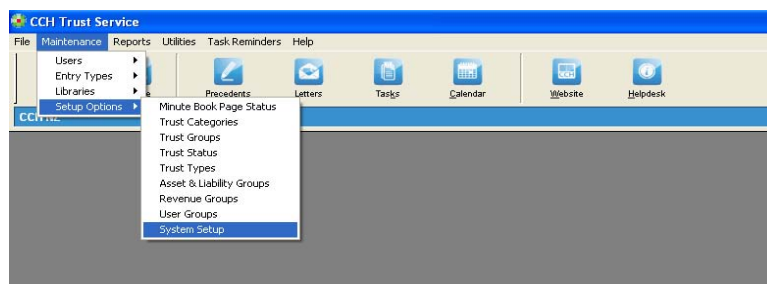 CCH Trust Service
File Maintenance Reports Utilities Task Reminders Help
Users
Entry Types
Libraries
Setup Options
Precedents Letters Tasks Calendar Website Helpdesk
Minute Book Page Status
Trust Categories
Trust Groups
Trust Status
Trust Types
Asset & Liability Groups
Revenue Groups
User Groups
System Setup